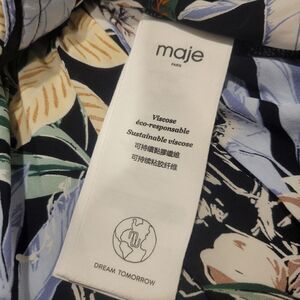 maje
PARIS
Viscose
éco-responsable
Sustainable viscose
可持續黏膠纖維
可持续粘胶纤维
DREAM TOMORROW